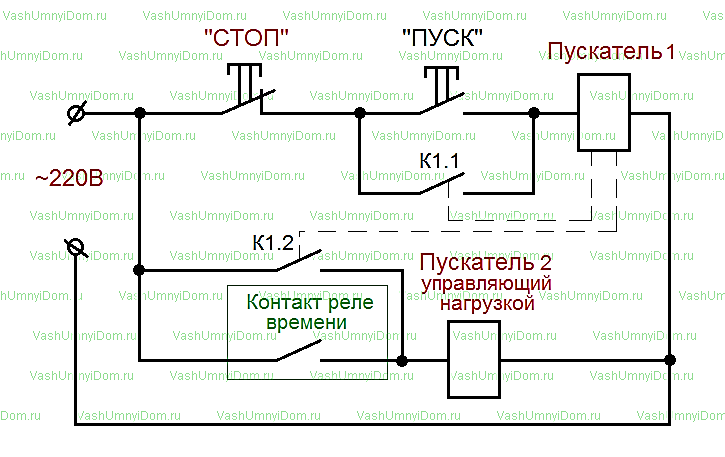 "СТОП"
"ПУСК"
Пускатель 1
К1.1
~220В
К1.2
Пускатель 2
управляющий
нагрузкой
Контакт реле
времени
VashUmnyiDom.ru